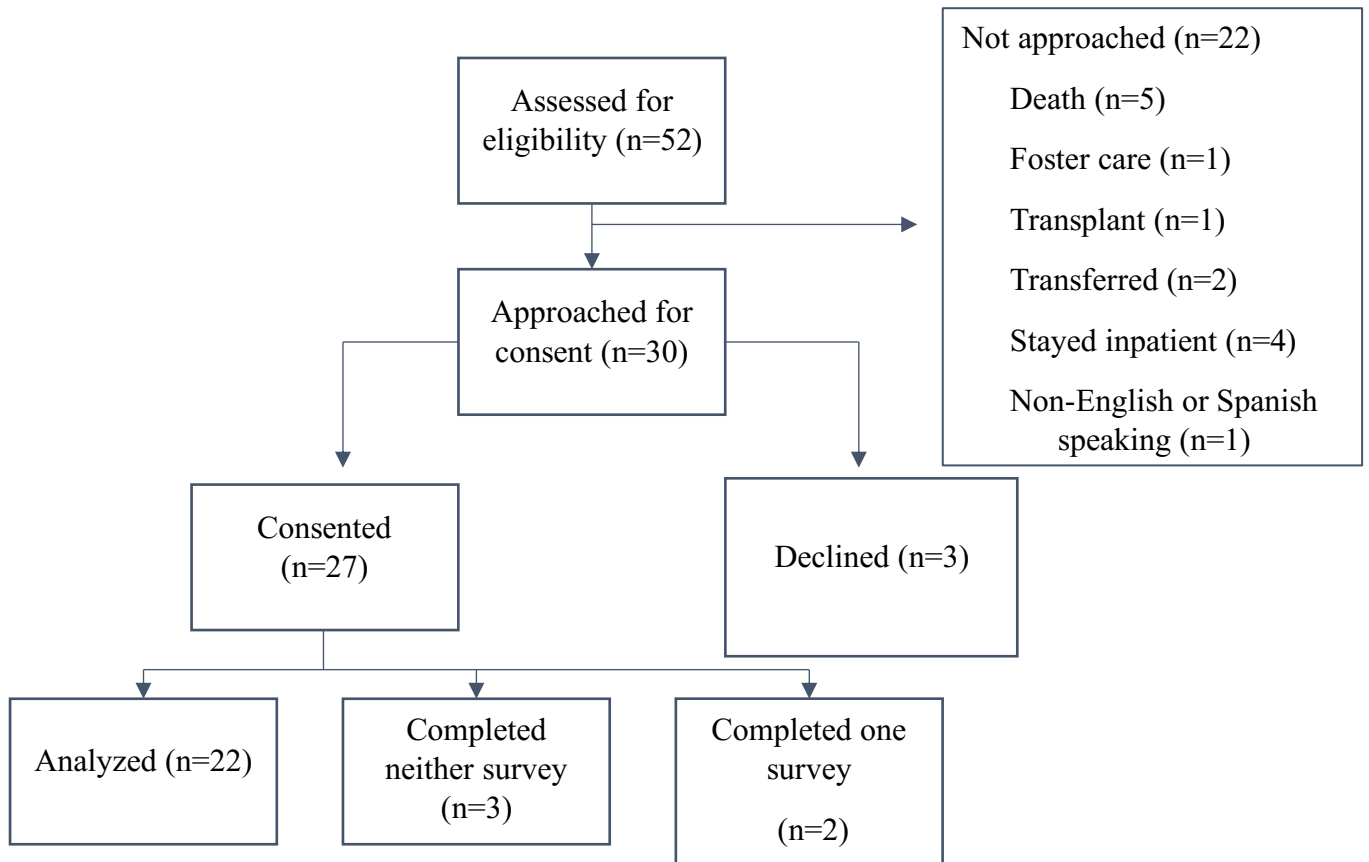 Assessed for
eligibility (n=52)
Not approached (n=22)
Death (n=5)
Foster care (n=1)
Transplant (n=1)
Transferred (n=2)
Stayed inpatient (n=4)
Non-English or Spanish
speaking (n=1)
Approached for
consent (n=30)
Consented
(n=27)
Declined (n=3)
Analyzed (n=22)
Completed
neither survey
(n=3)
Completed one
survey
(n=2)